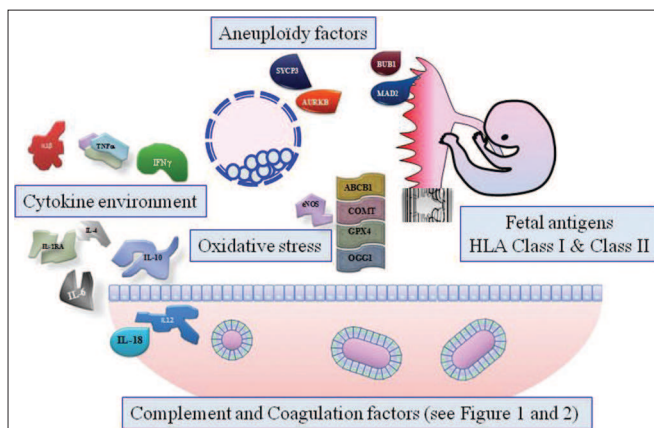 Aneuploïdy factors
SYCP3
AURKB
BUB1
MAD2
TNFα
IFNγ
Cytokine environment
ABCB1
eNOS
COMT
Oxidative stress
GPX4
OGG1
Fetal antigens
HLA Class I & Class II
IL-4
IL-1RA
IL-10
IL-6
IL12
IL-18
Complement and Coagulation factors (see Figure 1 and 2)